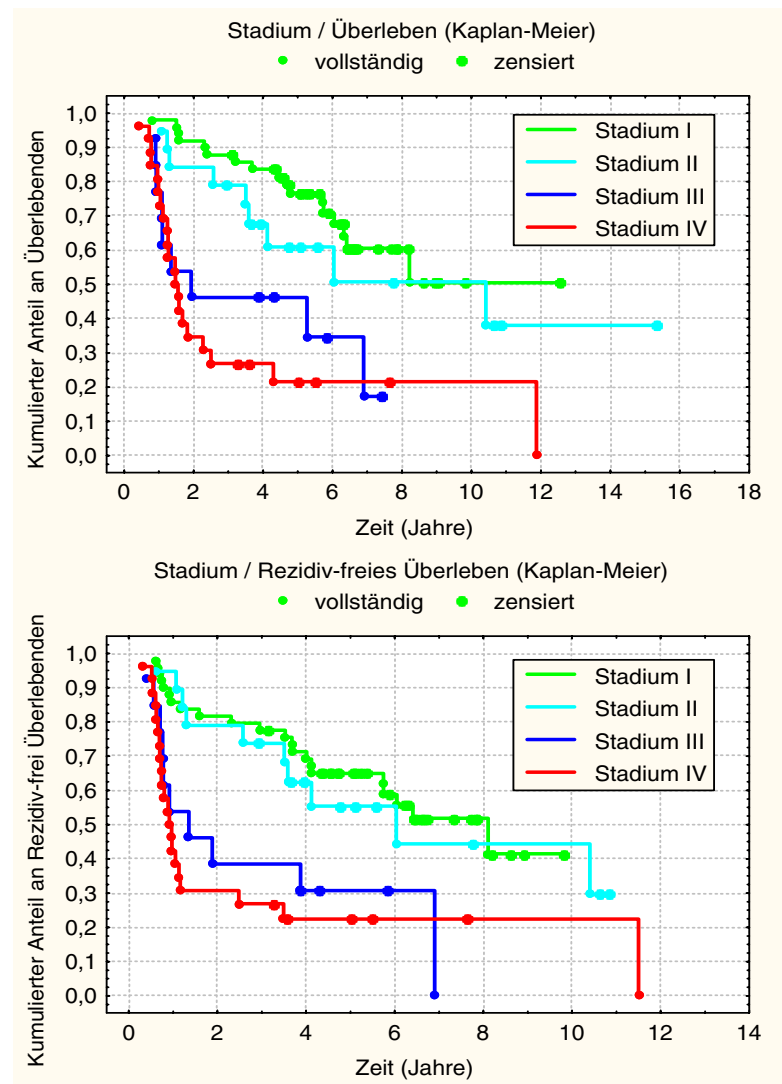 Stadium / Überleben (Kaplan-Meier)
vollständig zensiert
Kumulierter Anteil an Überlebenden
1,0
0,9
0,8
0,7
0,6
0,5
0,4
0,3
0,2
0,1
0,0
Stadium I
Stadium II
Stadium III
Stadium IV
0 2 4 6 8 10 12 14 16 18
Zeit (Jahre)
Stadium / Rezidiv-freies Überleben (Kaplan-Meier)
vollständig zensiert
Kumulierter Anteil an Rezidiv-frei Überlebenden
1,0
0,9
0,8
0,7
0,6
0,5
0,4
0,3
0,2
0,1
0,0
Stadium I
Stadium II
Stadium III
Stadium IV
0 2 4 6 8 10 12 14
Zeit (Jahre)